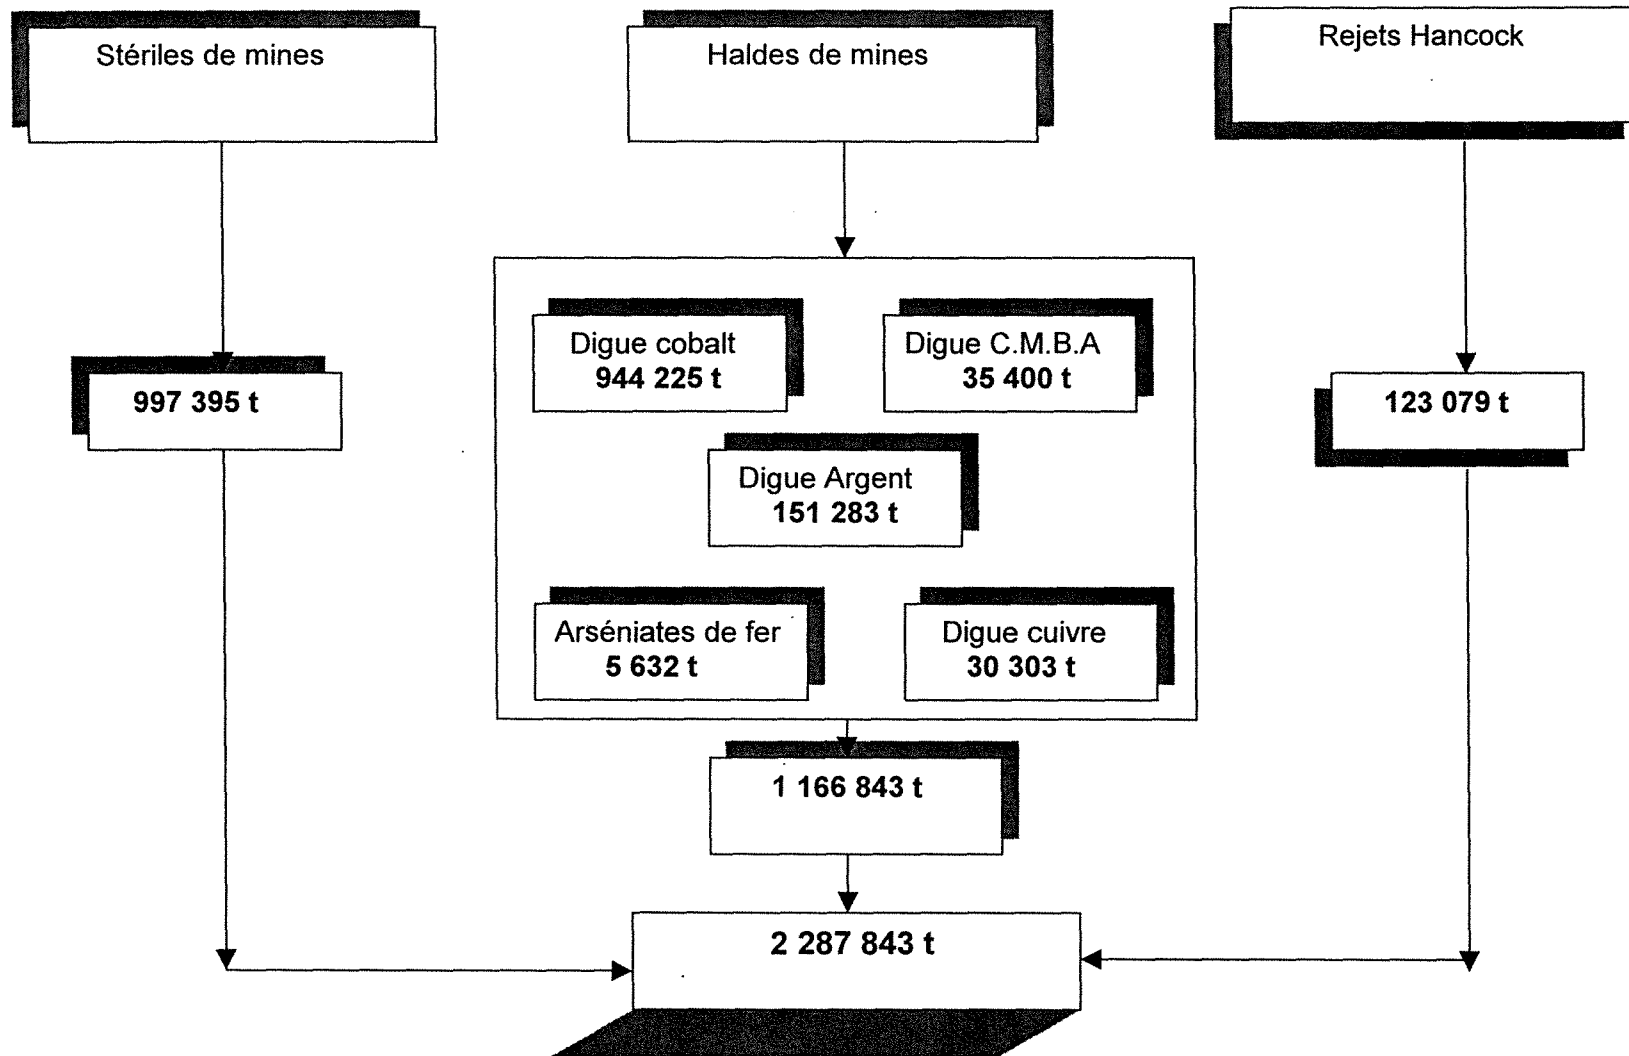 Stériles de mines
Haldes de mines
Rejets Hancock
997 395 t
Digue cobalt
944 225 t
Digue C.M.B.A
35 400 t
Digue Argent
151 283 t
Arséniates de fer
5 632 t
Digue cuivre
30 303 t
123 079 t
1 166 843 t
2 287 843 t